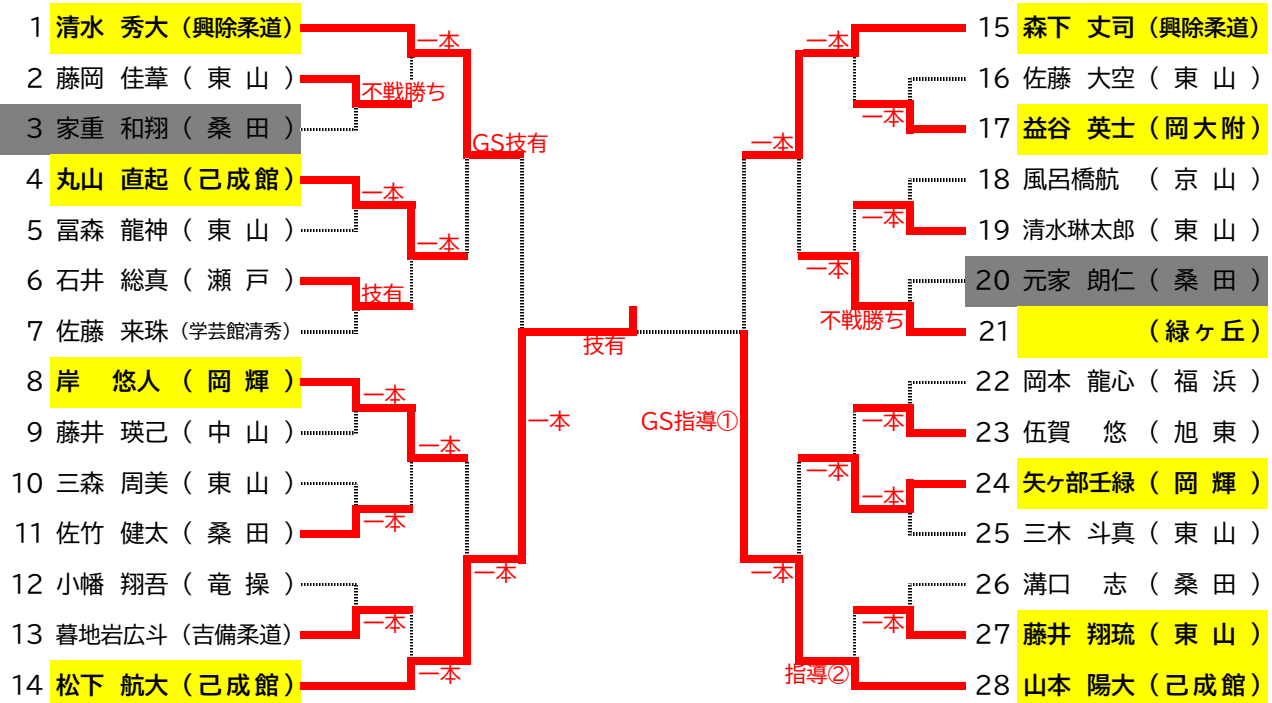 1 清水 秀大（興除柔道）
2 藤岡 佳葦（ 東 山 ）
3 家重 和翔（ 桑 田 ）
4 丸山 直起（己成館）
5 冨森 龍神（ 東 山 ）
6 石井 総真（ 瀬 戸 ）
7 佐藤 来珠（学芸館清秀）
8 岸 悠人（ 岡 輝 ）
9 藤井 瑛己（ 中 山 ）
10 三森 周美（ 東 山 ）
11 佐竹 健太（ 桑 田 ）
12 小幡 翔吾（ 竜 操 ）
13 暮地岩広斗（吉備柔道）
14 松下 航大（己成館）
一本
不戦勝ち
GS技有
一本
一本
技有
一本
一本
一本
一本
一本
一本
一本
技有
GS指導①
一本
一本
一本
一本
一本
不戦勝ち
一本
一本
一本
一本
一本
指導②
15 森下 丈司（興除柔道）
16 佐藤 大空（ 東 山 ）
17 益谷 英士（岡大附）
18 風呂橋航 （ 京 山 ）
19 清水琳太郎（ 東 山 ）
20 元家 朗仁（ 桑 田 ）
21 （緑ヶ丘）
22 岡本 龍心（ 福 浜 ）
23 伍賀 悠（ 旭 東 ）
24 矢ヶ部壬緑（ 岡 輝 ）
25 三木 斗真（ 東 山 ）
26 溝口 志（ 桑 田 ）
27 藤井 翔琉（ 東 山 ）
28 山本 陽大（己成館）